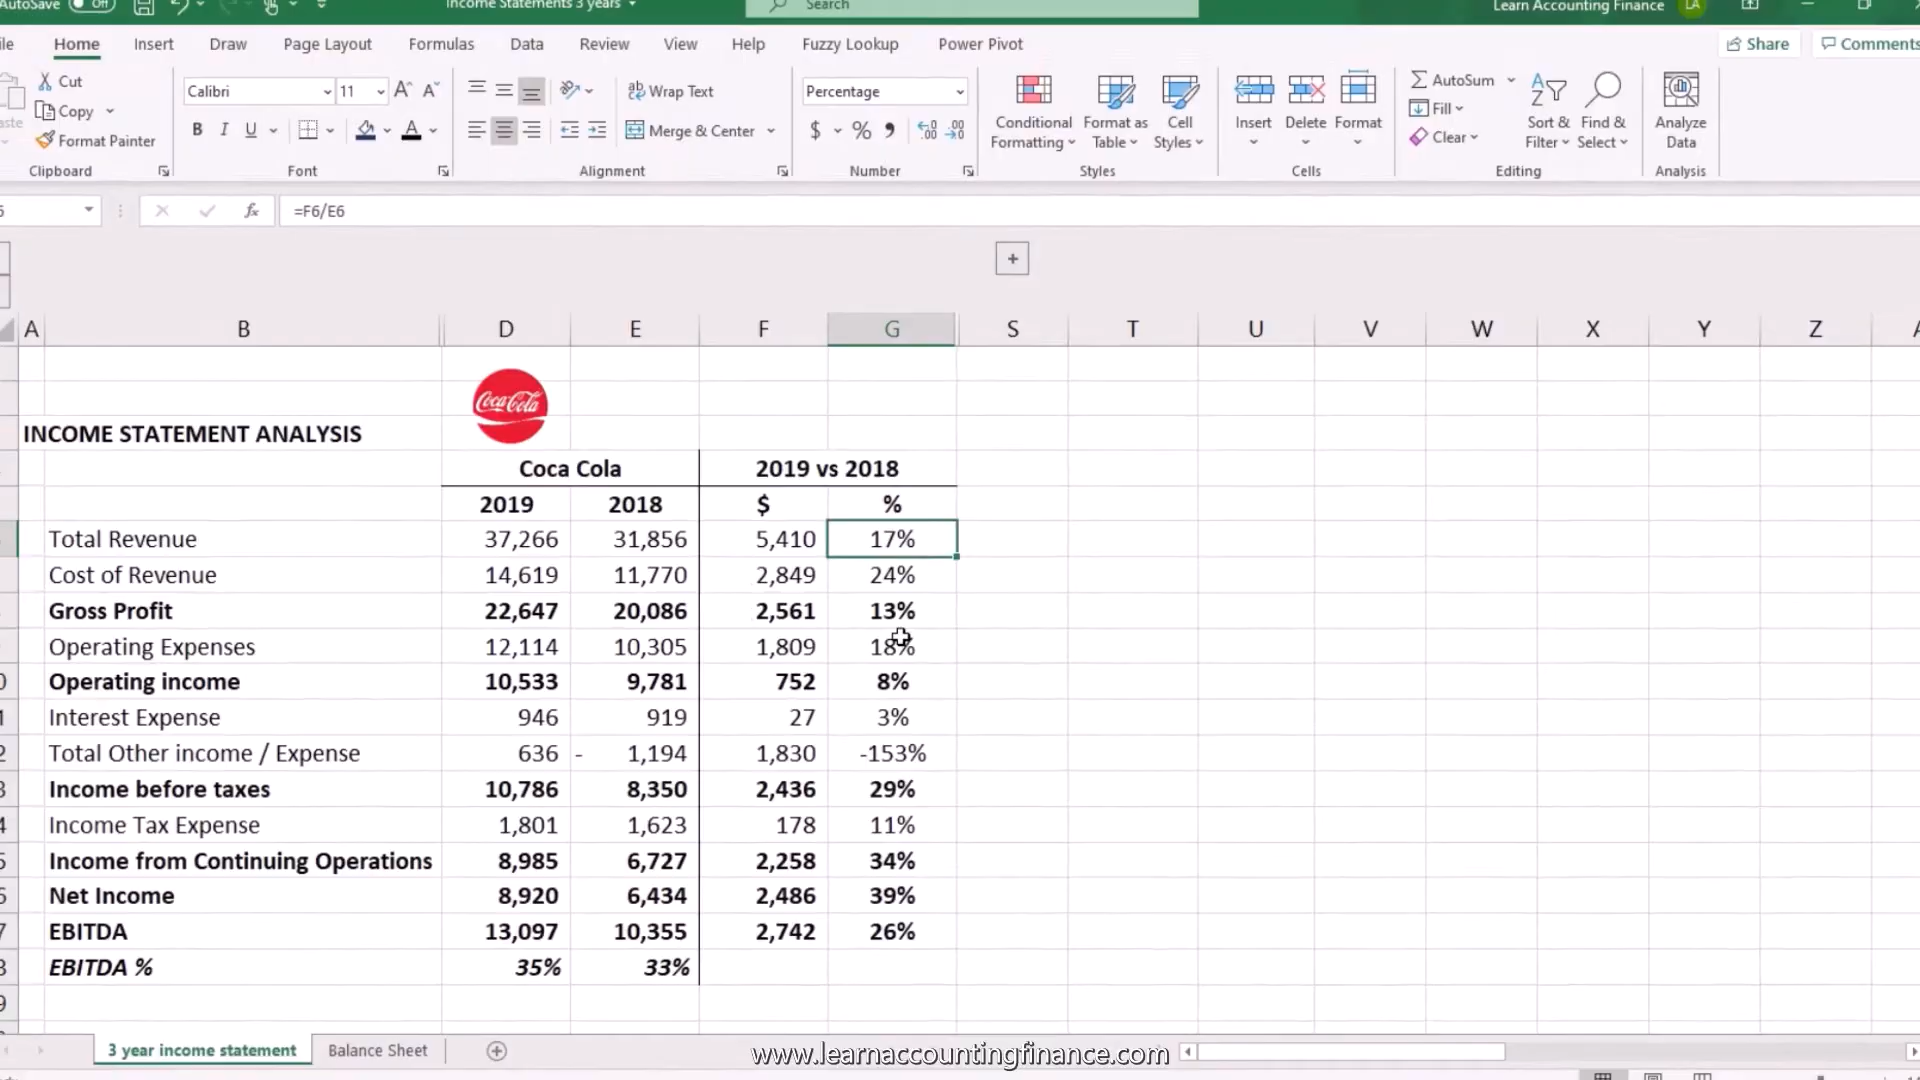 AutoSave Off Income Statements 3 years Search Learn Accounting Finance LA
Home Insert Draw Page Layout Formulas Data Review View Help Fuzzy Lookup Power Pivot Share Comments
Cut
Copy
Format Painter
Clipboard
Calibri 11
B I U
Font
Wrap Text
Merge & Center
Alignment
Percentage
$ % 9
Number
Conditional Formatting
Format as Table
Cell Styles
Styles
Insert Delete Format
Cells
AutoSum
Fill
Clear
Sort & Filter
Find & Select
Editing
Analyze Data
Analysis
fx =F6/E6
A B D E F G S T U V W X Y Z
Coca-Cola
INCOME STATEMENT ANALYSIS
Coca Cola 2019 vs 2018
2019 2018 $ %
Total Revenue 37,266 31,856 5,410 17%
Cost of Revenue 14,619 11,770 2,849 24%
Gross Profit 22,647 20,086 2,561 13%
Operating Expenses 12,114 10,305 1,809 18%
Operating income 10,533 9,781 752 8%
Interest Expense 946 919 27 3%
Total Other income / Expense 636 - 1,194 1,830 -153%
Income before taxes 10,786 8,350 2,436 29%
Income Tax Expense 1,801 1,623 178 11%
Income from Continuing Operations 8,985 6,727 2,258 34%
Net Income 8,920 6,434 2,486 39%
EBITDA 13,097 10,355 2,742 26%
EBITDA % 35% 33%
3 year income statement Balance Sheet
www.learnaccountingfinance.com